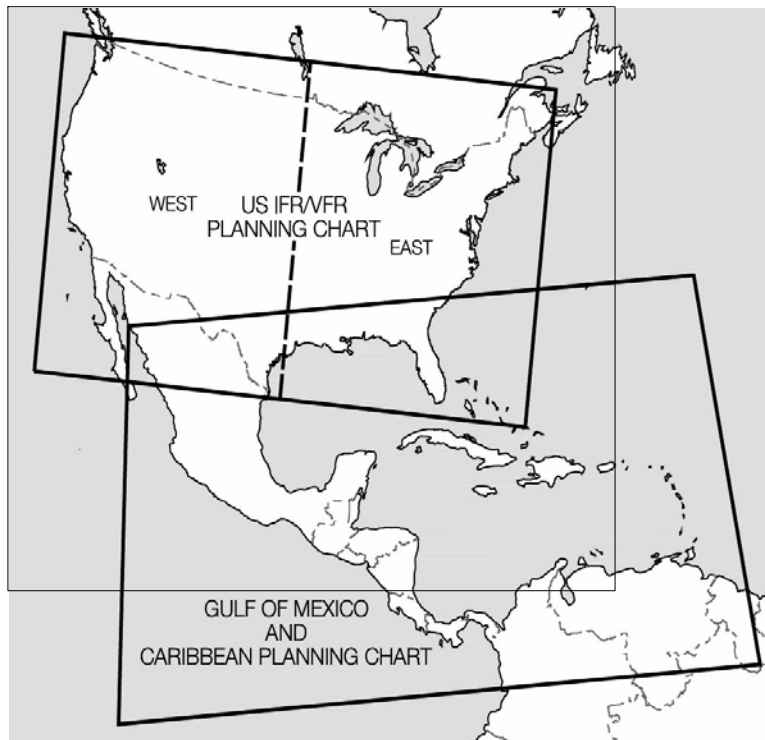 WEST
US IFR/VFR
PLANNING CHART
EAST
GULF OF MEXICO
AND
CARIBBEAN PLANNING CHART